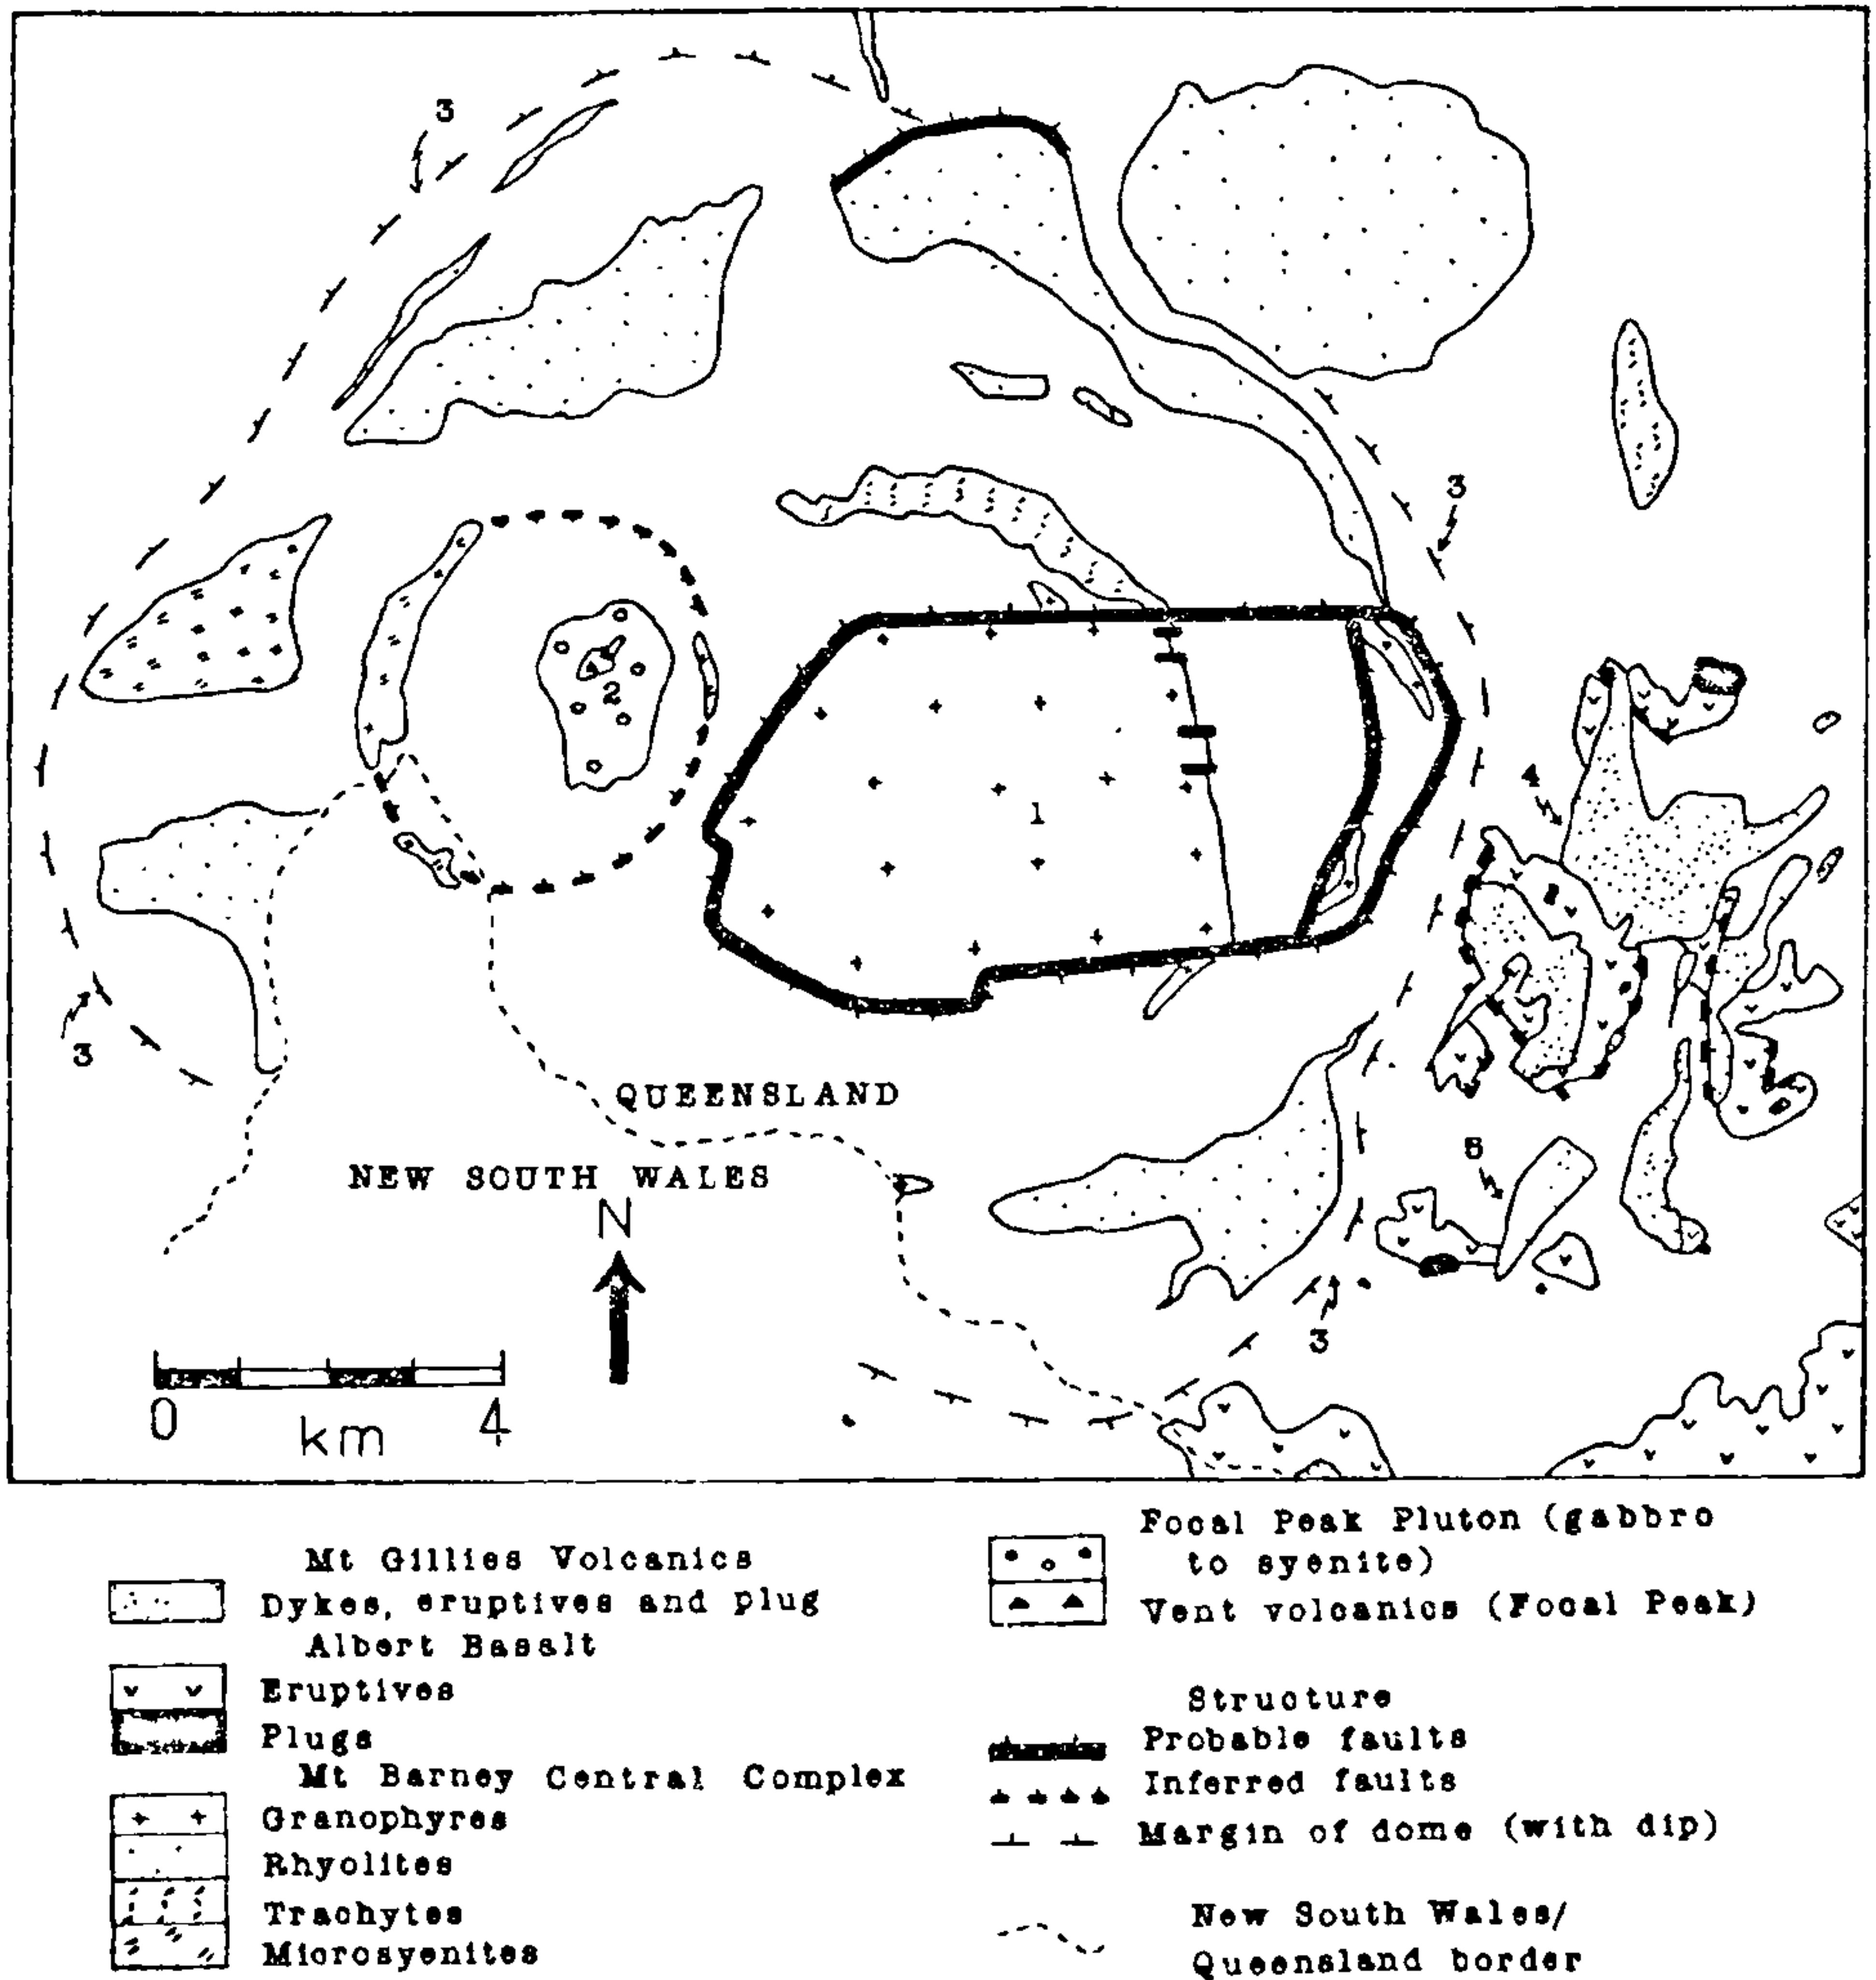 3
3
2
4
1
3
QUEENSLAND
5
NEW SOUTH WALES
N
3
0 4
km
Focal Peak Pluton (gabbro
to syenite)
Vent volcanics (Focal Peak)
Mt Gillies Volcanics
Dykes, eruptives and plug
Albert Basalt
Eruptives
Plugs
Mt Barney Central Complex
Granophyres
Rhyolites
Trachytes
Microsyenites
Structure
Probable faults
Inferred faults
Margin of dome (with dip)
New South Wales/
Queensland border